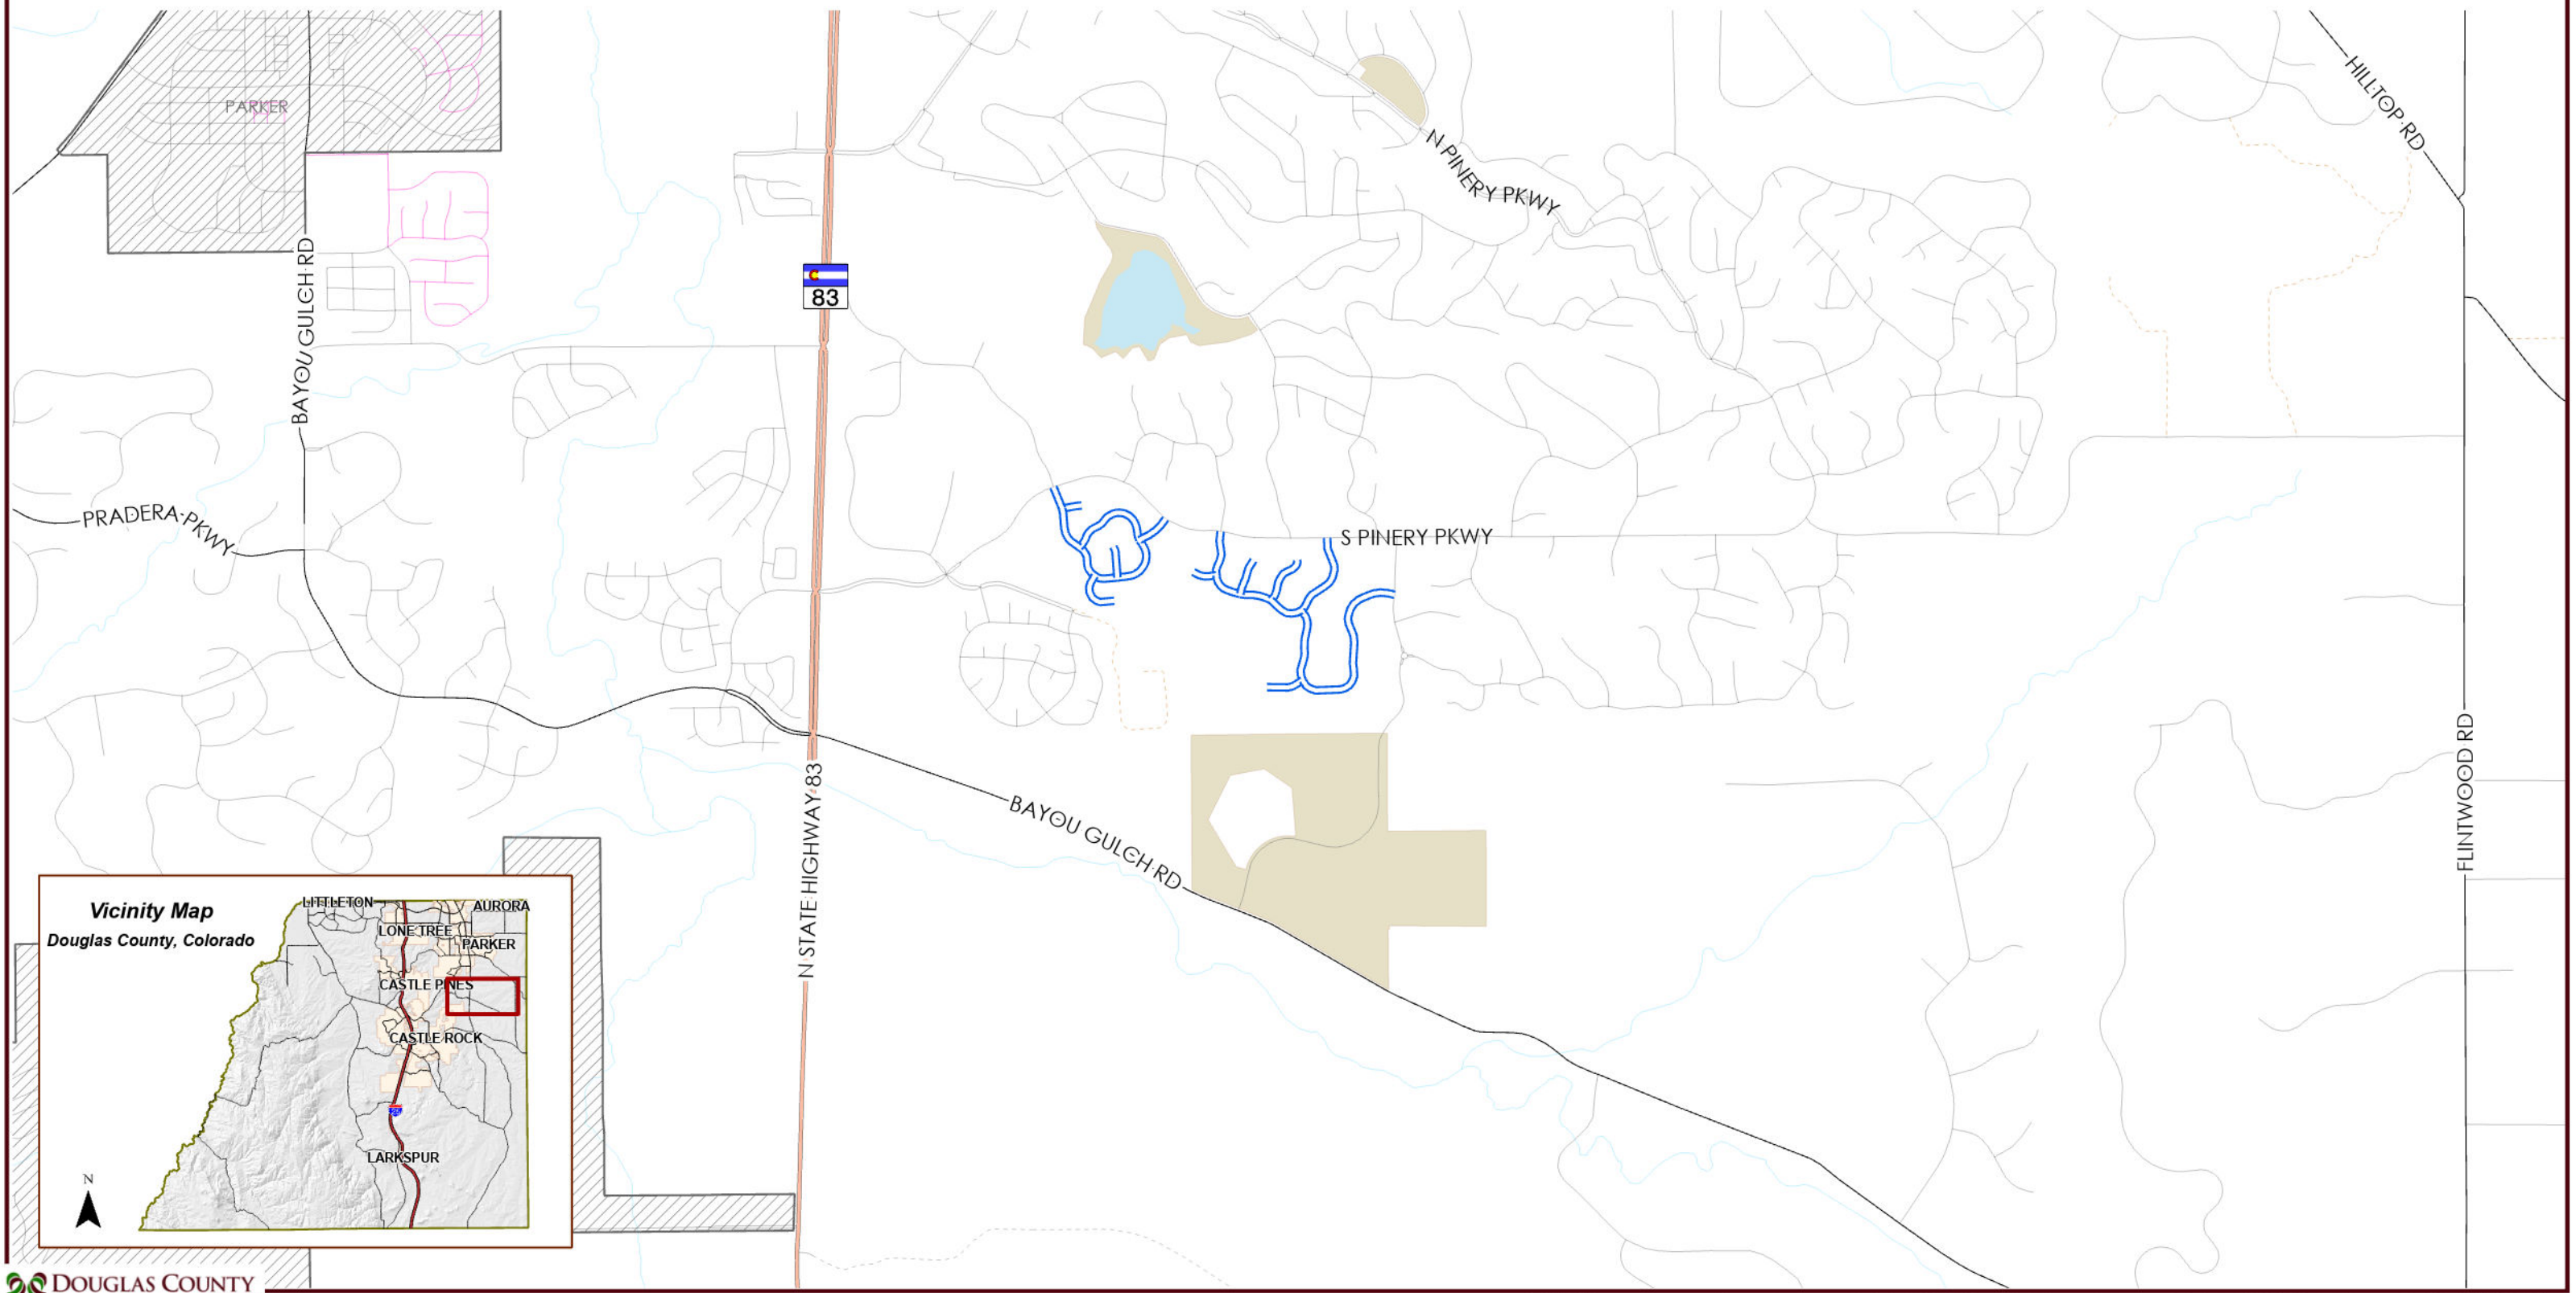 PARKER
HILLTOP RD
N PINERY PKWY
BAYOU GULCH RD
83
PRADERA PKWY
S PINERY PKWY
FLINTWOOD RD
N STATE HIGHWAY 83
BAYOU GULCH RD
Vicinity Map
Douglas County, Colorado
LITTLETON
AURORA
LONE TREE
PARKER
CASTLE PINES
CASTLE ROCK
LARKSPUR
N
DOUGLAS COUNTY